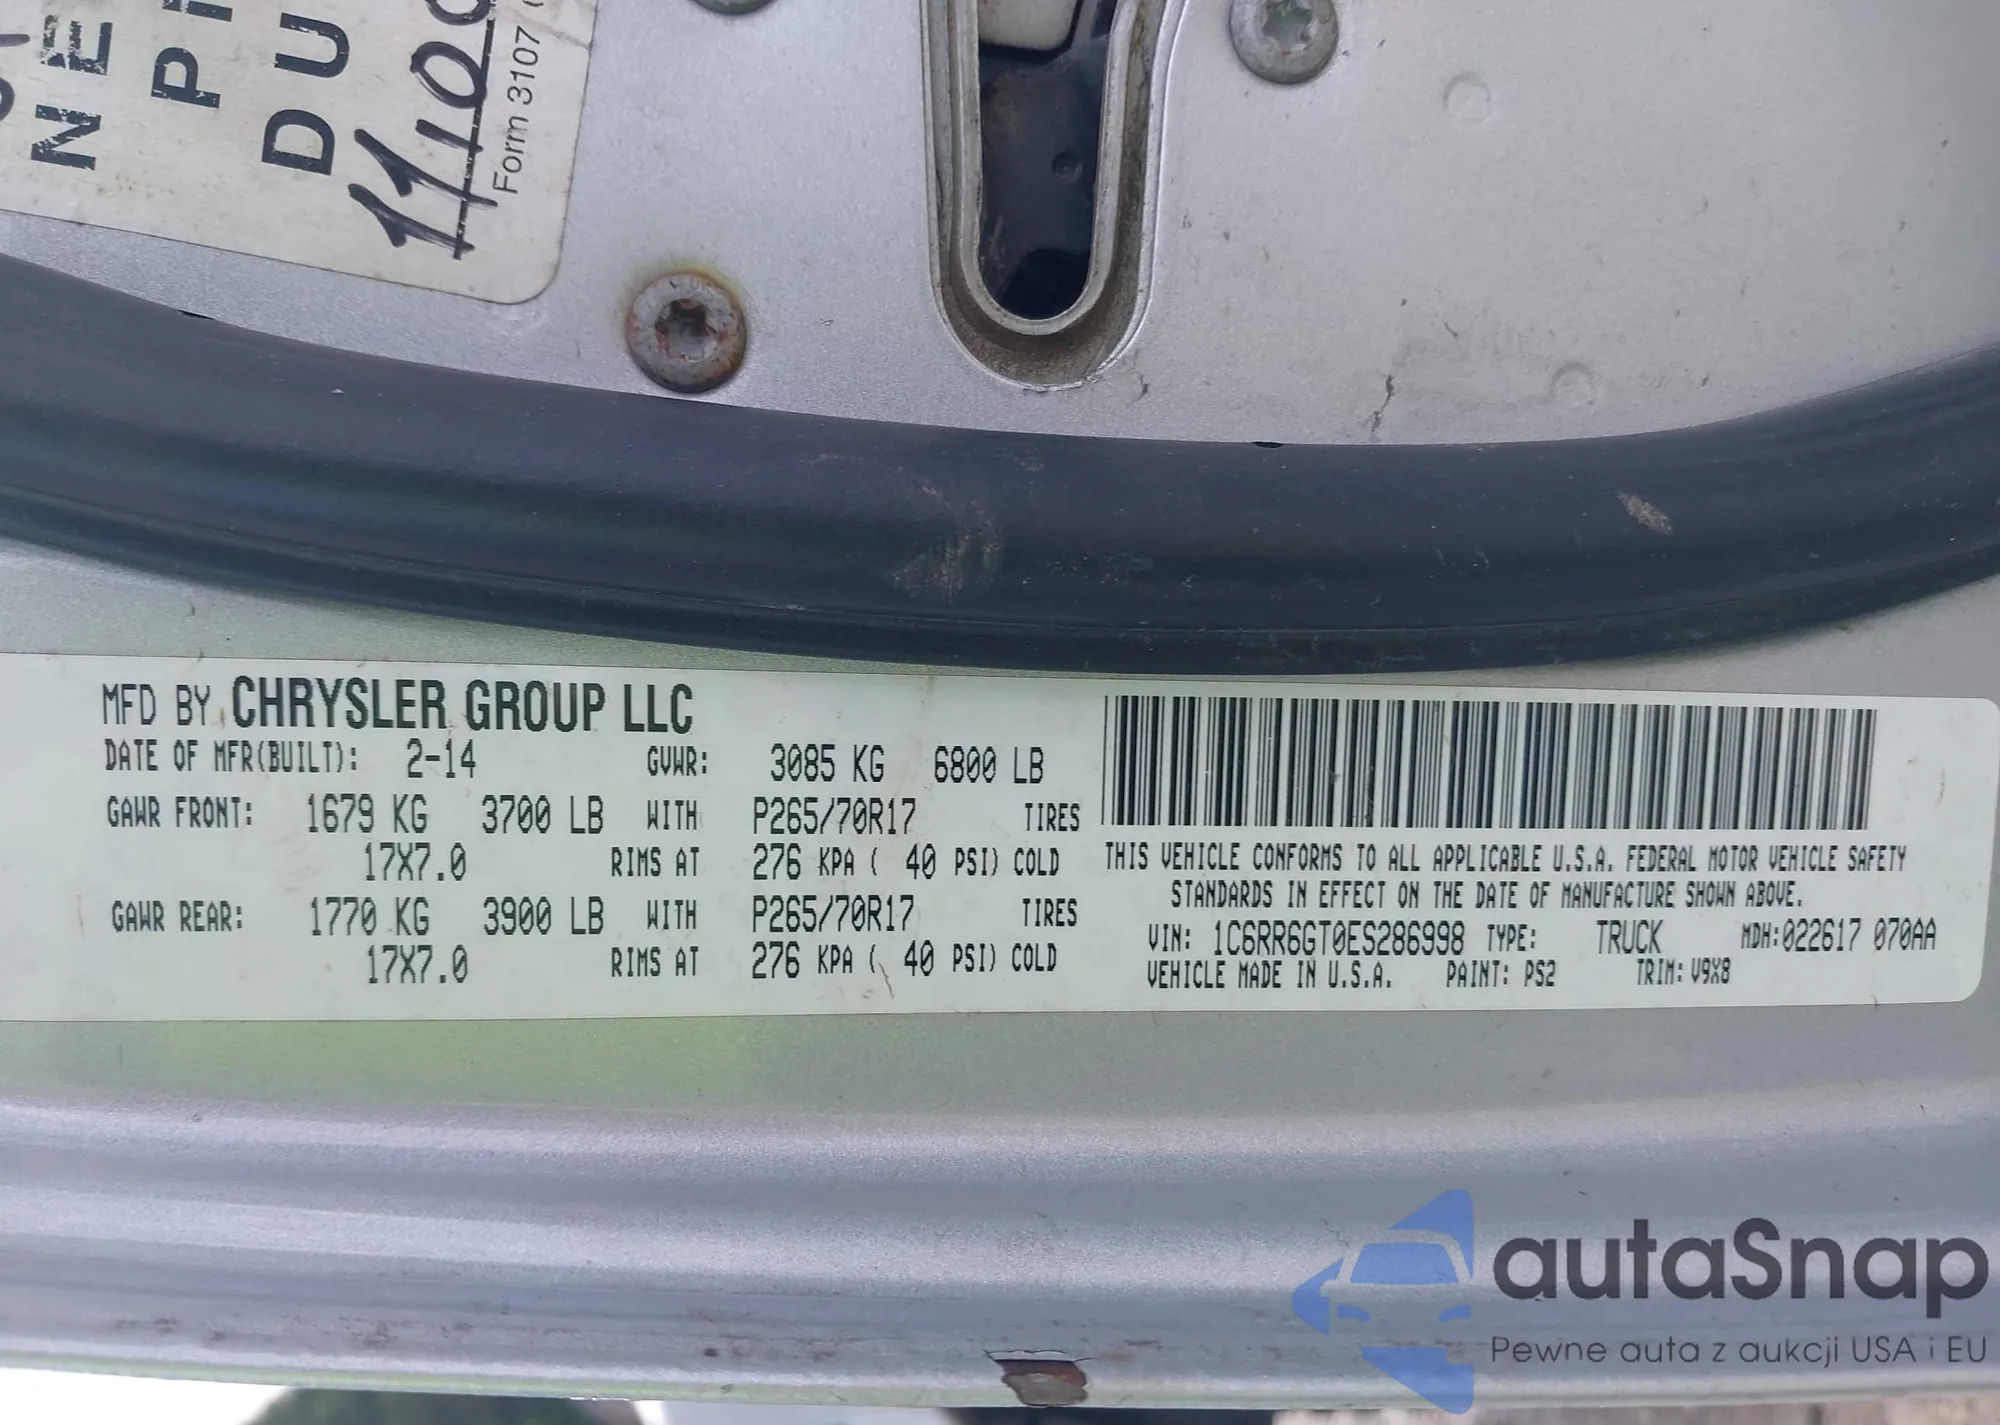 NE
Pi
DU
1100
Form 3107
MFD BY CHRYSLER GROUP LLC
DATE OF MFR(BUILT): 2-14 GVWR: 3085 KG 6800 LB
GAWR FRONT: 1679 KG 3700 LB WITH P265/70R17 TIRES
17X7.0 RIMS AT 276 KPA ( 40 PSI) COLD
GAWR REAR: 1770 KG 3900 LB WITH P265/70R17 TIRES
17X7.0 RIMS AT 276 KPA ( 40 PSI) COLD
THIS VEHICLE CONFORMS TO ALL APPLICABLE U.S.A. FEDERAL MOTOR VEHICLE SAFETY
STANDARDS IN EFFECT ON THE DATE OF MANUFACTURE SHOWN ABOVE.
VIN: 1C6RR6GT0ES286998 TYPE: TRUCK MDH:022617 070AA
VEHICLE MADE IN U.S.A. PAINT: PS2 TRIM: V9X8
autaSnap
Pewne auta z aukcji USA i EU